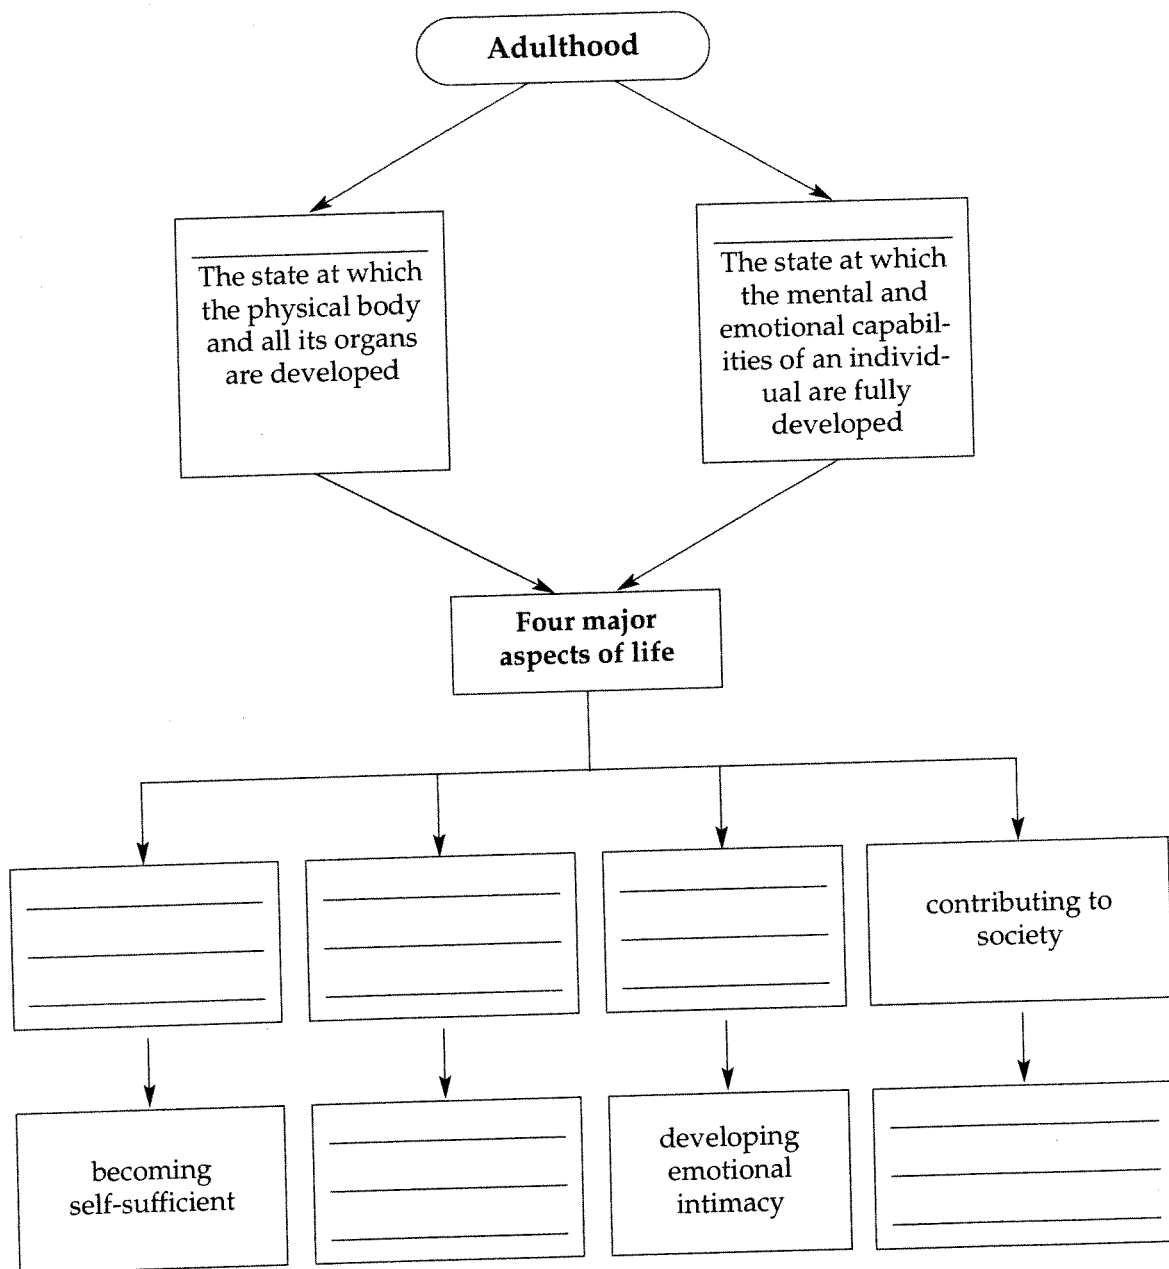 Adulthood
The state at which
the physical body
and all its organs
are developed
The state at which
the mental and
emotional capabil-
ities of an individ-
ual are fully
developed
Four major
aspects of life
contributing to
society
becoming
self-sufficient
developing
emotional
intimacy